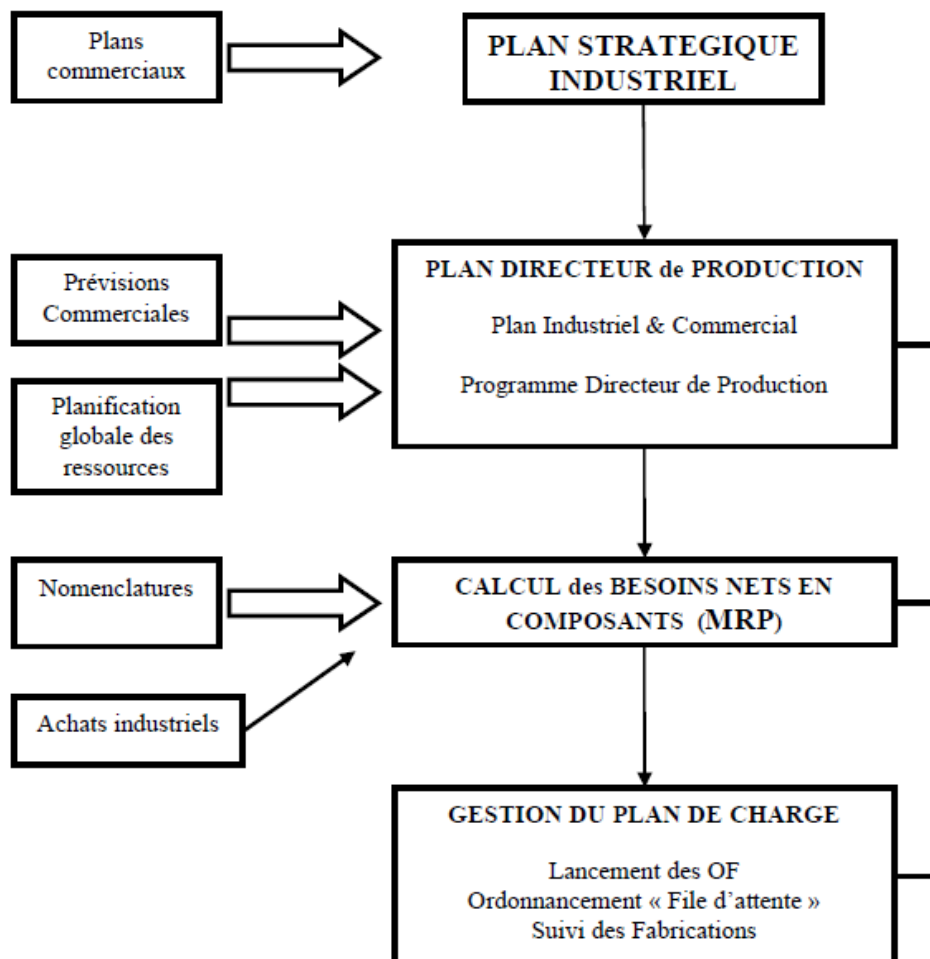 Plans
commerciaux
PLAN STRATEGIQUE
INDUSTRIEL
Prévisions
Commerciales
Planification
globale des
ressources
PLAN DIRECTEUR de PRODUCTION
Plan Industriel & Commercial
Programme Directeur de Production
Nomenclatures
Achats industriels
CALCUL des BESOINS NETS EN
COMPOSANTS (MRP)
GESTION DU PLAN DE CHARGE
Lancement des OF
Ordonnancement « File d'attente »
Suivi des Fabrications